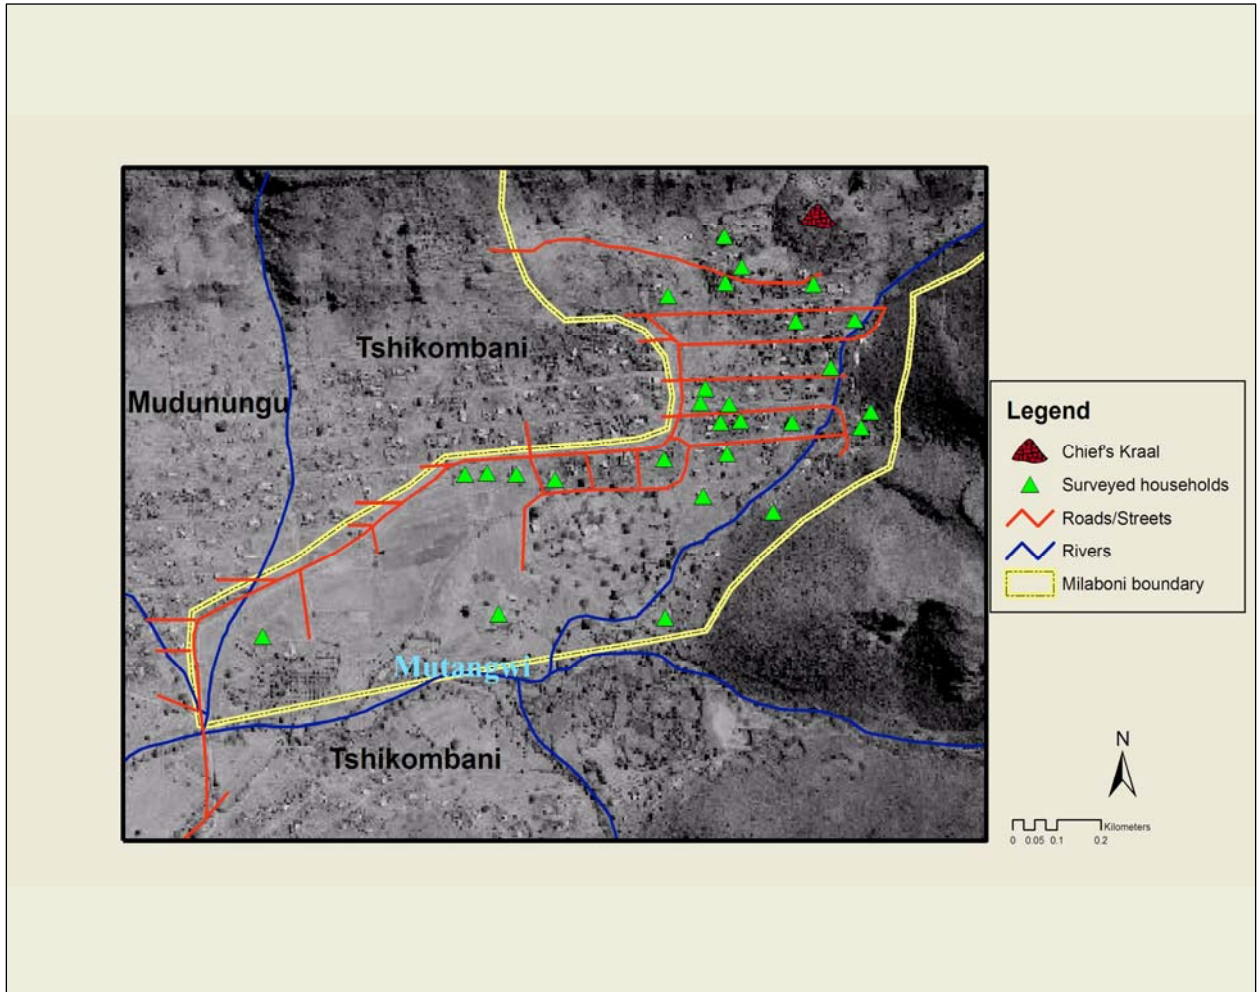 Tshikombani
Mudunungu
Mutangwi
Tshikombani
Legend
Chief's Kraal
Surveyed households
Roads/Streets
Rivers
Milaboni boundary
N
Kilometers
0 0.05 0.1 0.2